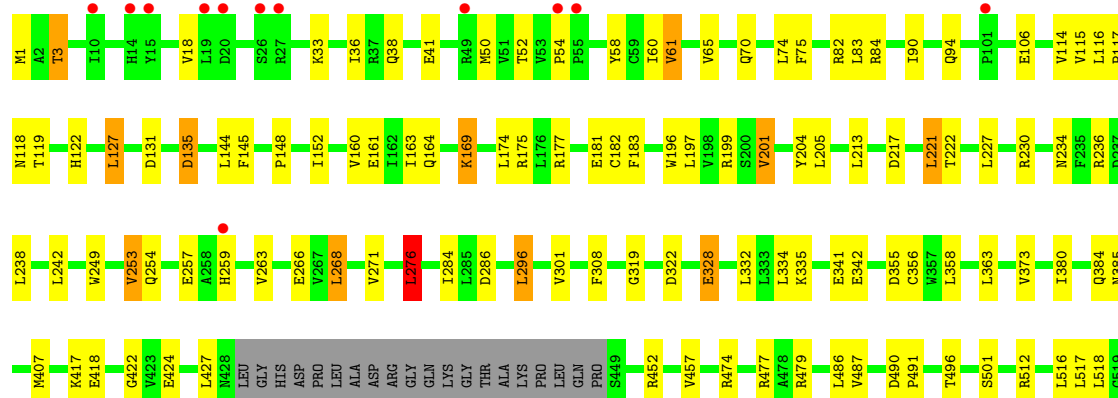 M1 A2 T3 I10 H14 Y15 V18 L19 D20 S26 R27 K33 I36 R37 Q38 E41 R49 M50 V51 T52 V53 P54 P55 Y58 C59 I60 V61 V65 Q70 L74 F75 R82 L83 R84 I90 Q94 P101 E106 V114 V115 L116
N118 T119 H122 L127 D131 D135 L144 F145 P148 I152 V160 E161 I162 I163 Q164 K169 L174 R175 L176 R177 E181 C182 F183 W196 L197 V198 R199 S200 V201 Y204 L205 L213 D217 L221 T222 L227 R230 N234 F235 R236
L238 L242 W249 V253 Q254 E257 A258 H259 V263 E266 V267 L268 V271 L276 I284 L285 D286 L296 V301 F308 G319 D322 E328 L332 L333 L334 K335 E341 E342 D355 C356 W357 L358 L363 V373 I380 Q384
M407 K417 E418 G422 V423 E424 L427 N428 LEU GLY HIS ASP PRO LEU ALA ASP ARG GLY GLN LYS GLY THR ALA LYS PRO LEU GLN PRO S449 R452 V457 R474 R477 A478 R479 L486 V487 D490 P491 T496 S501 R512 L516 L517 L518